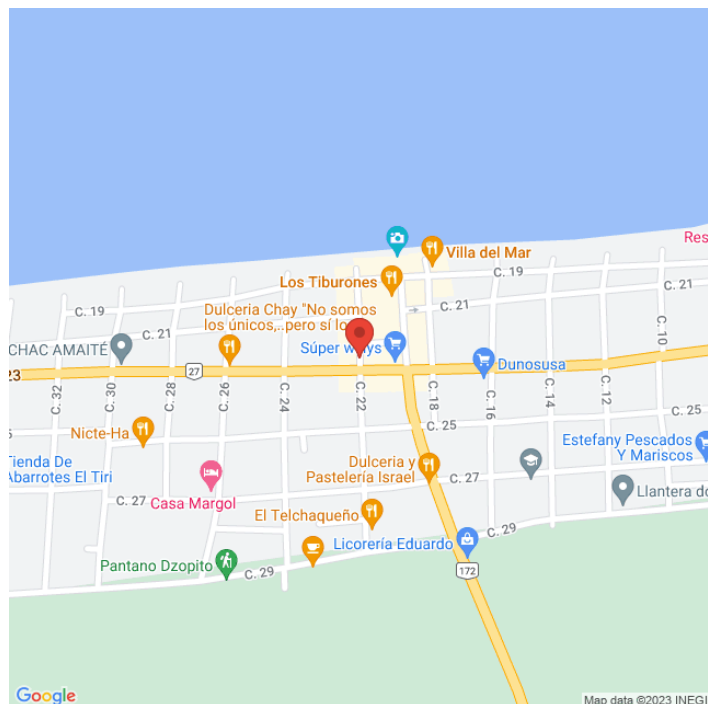 Res
Villa del Mar
C. 19
Los Tiburones
C. 21
C. 19
Dulceria Chay "No somos
los únicos,..pero sí lo
C. 21
CHAC AMAITÉ
Súper willys
Dunosusa
C. 10
23
27
C. 32
C. 30
C. 28
C. 26
C. 24
C. 22
C. 18
C. 16
C. 14
C. 12
C. 25
C. 25
Nicte-Ha
Estefany Pescados
Y Mariscos
Tienda De
Abarrotes El Tiri
Dulceria y
Pastelería Israel
C. 27
C. 27
Casa Margol
Llantera do
El Telchaqueño
C. 29
Licorería Eduardo
Pantano Dzopito
C. 29
172
Google
Map data ©2023 INEGI